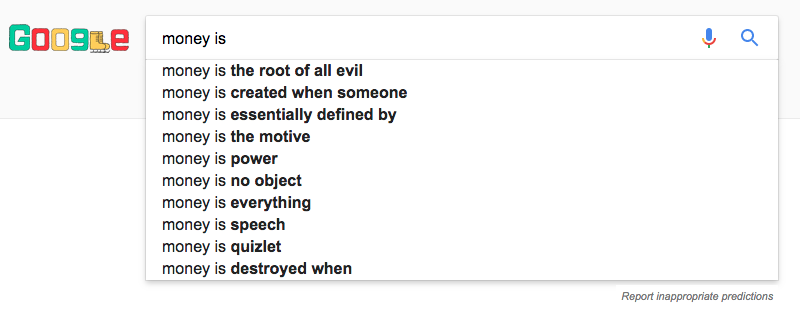 Google
money is
money is the root of all evil
money is created when someone
money is essentially defined by
money is the motive
money is power
money is no object
money is everything
money is speech
money is quizlet
money is destroyed when
Report inappropriate predictions